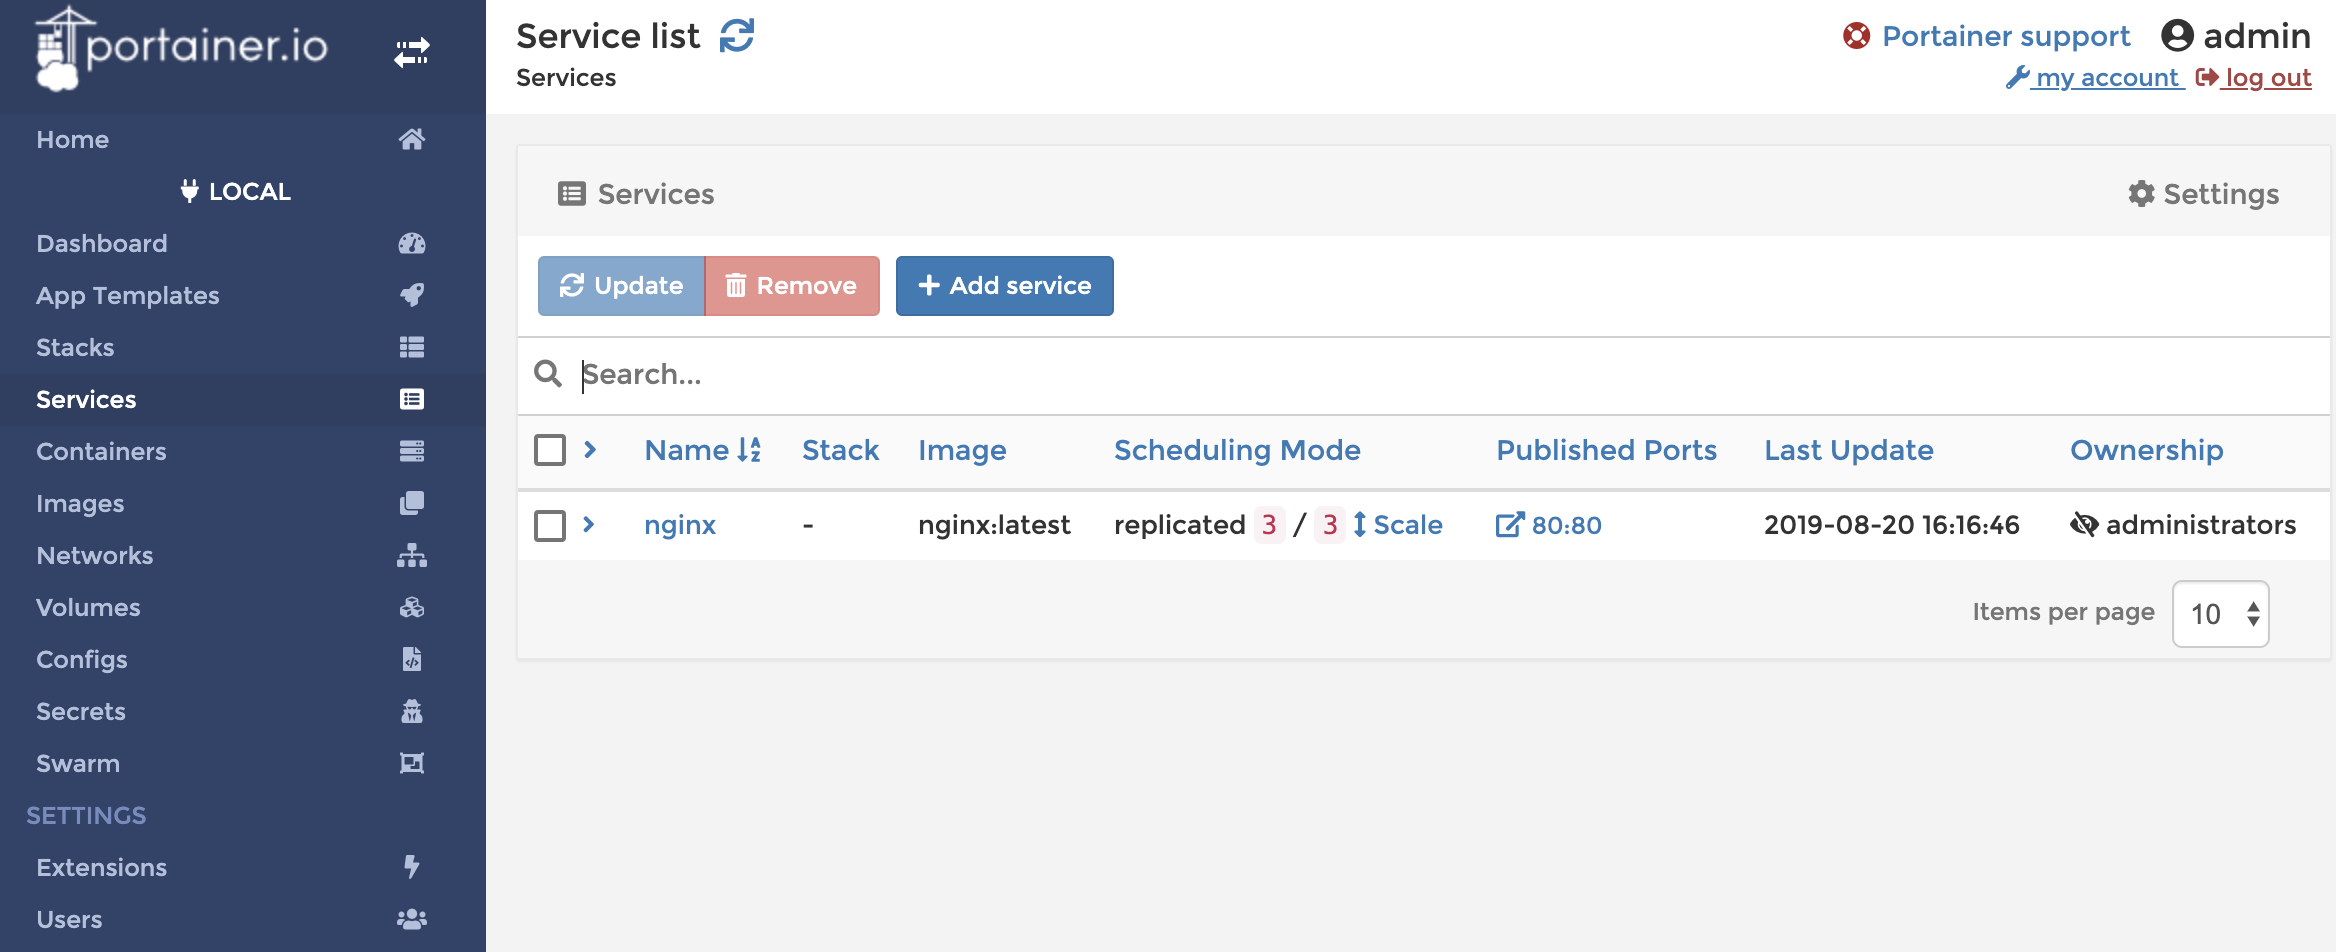 portainer.io
Home
LOCAL
Dashboard
App Templates
Stacks
Services
Containers
Images
Networks
Volumes
Configs
Secrets
Swarm
SETTINGS
Extensions
Users
Service list
Services
Portainer support admin
my account log out
Services Settings
Update Remove + Add service
Search...
Name Stack Image Scheduling Mode Published Ports Last Update Ownership
nginx - nginx:latest replicated 3 / 3 Scale 80:80 2019-08-20 16:16:46 administrators
Items per page 10